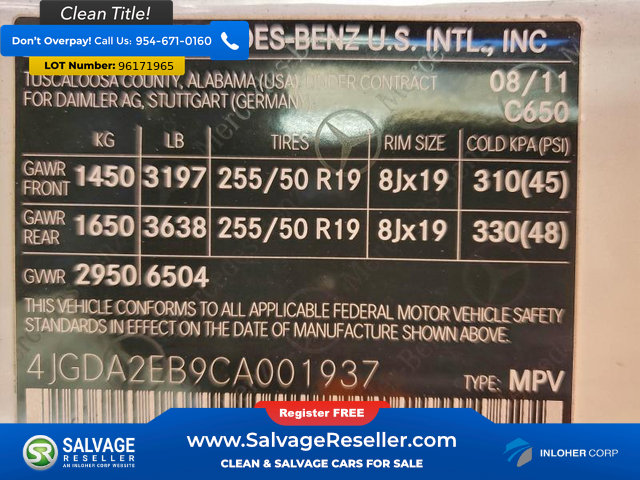 Clean Title!
Don't Overpay! Call Us: 954-671-0160
LOT Number: 96171965
DES-BENZ U.S. INTL., INC
TUSCALOOSA COUNTY, ALABAMA (USA) UNDER CONTRACT
08/11
FOR DAIMLER AG, STUTTGART (GERMANY)
C650
KG LB TIRES RIM SIZE COLD KPA(PSI)
GAWR FRONT 1450 3197 255/50 R19 8Jx19 310(45)
GAWR REAR 1650 3638 255/50 R19 8Jx19 330(48)
GVWR 2950 6504
THIS VEHICLE CONFORMS TO ALL APPLICABLE FEDERAL MOTOR VEHICLE SAFETY
STANDARDS IN EFFECT ON THE DATE OF MANUFACTURE SHOWN ABOVE.
4JGDA2EB9CA001937
TYPE: MPV
Register FREE
SR
SALVAGE
RESELLER
AN INLOHER CORP WEBSITE
www.SalvageReseller.com
CLEAN & SALVAGE CARS FOR SALE
INLOHER CORP